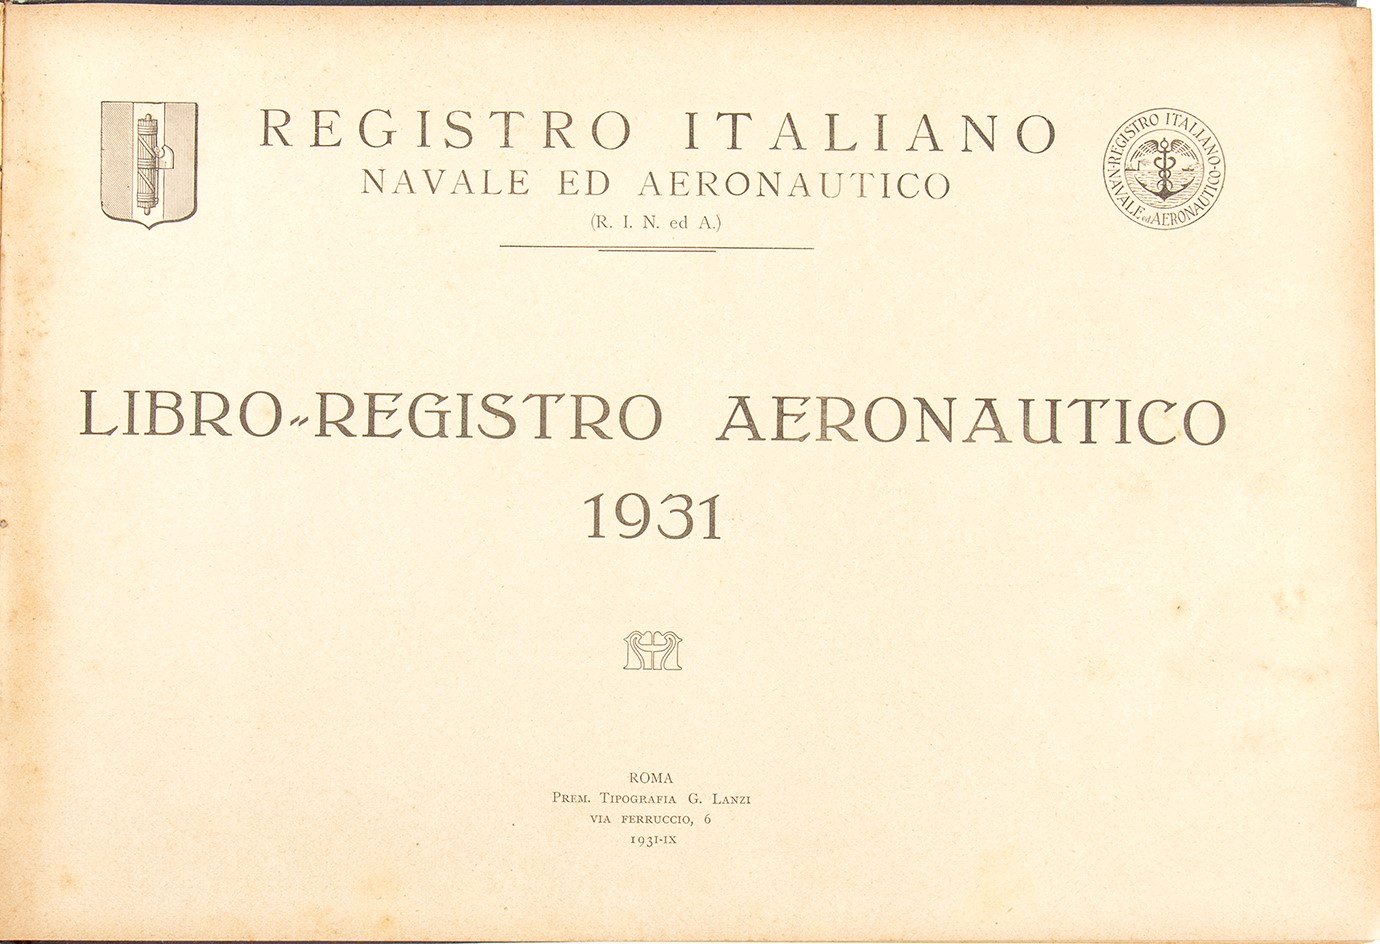 REGISTRO ITALIANO
NAVALE ED AERONAUTICO
(R. I. N. ed A.)
REGISTRO ITALIANO
NAVALE ed AERONAUTICO
LIBRO-REGISTRO AERONAUTICO
1931
ROMA
PREM. TIPOGRAFIA G. LANZI
VIA FERRUCCIO, 6
1931-IX